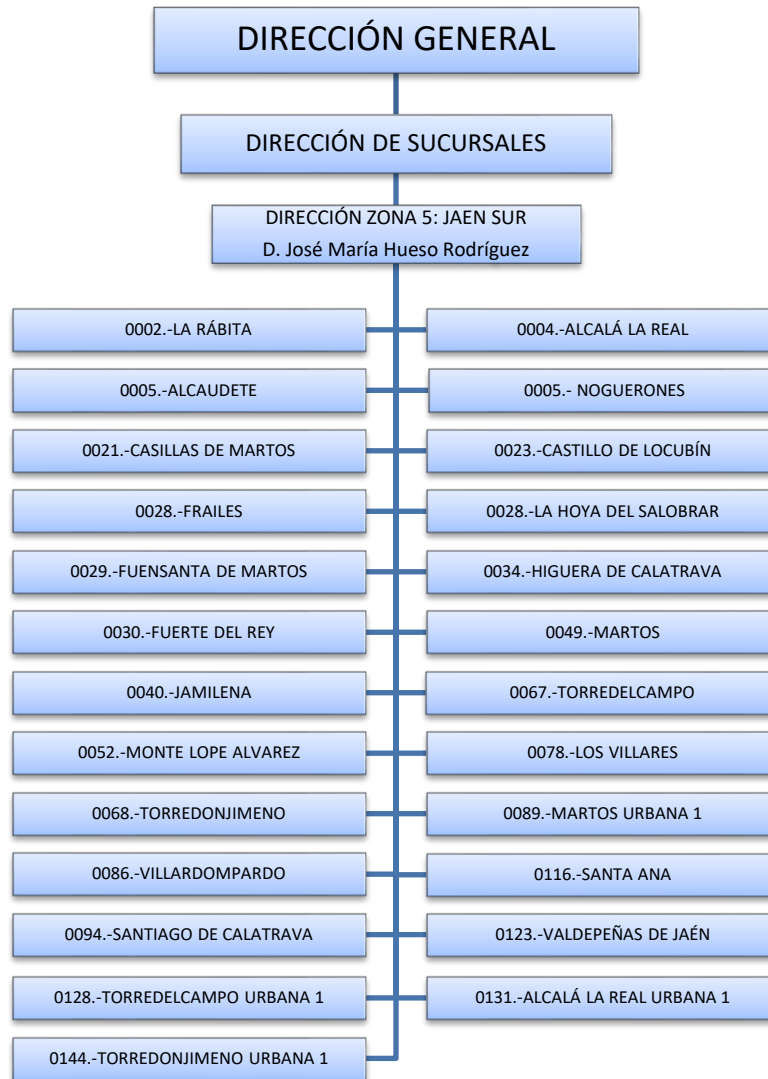 DIRECCIÓN GENERAL
DIRECCIÓN DE SUCURSALES
DIRECCIÓN ZONA 5: JAEN SUR
D. José María Hueso Rodríguez
0002.-LA RÁBITA
0004.-ALCALÁ LA REAL
0005.-ALCAUDETE
0005.- NOGUERONES
0021.-CASILLAS DE MARTOS
0023.-CASTILLO DE LOCUBÍN
0028.-FRAILES
0028.-LA HOYA DEL SALOBRAR
0029.-FUENSANTA DE MARTOS
0034.-HIGUERA DE CALATRAVA
0030.-FUERTE DEL REY
0049.-MARTOS
0040.-JAMILENA
0067.-TORREDELCAMPO
0052.-MONTE LOPE ALVAREZ
0078.-LOS VILLARES
0068.-TORREDONJIMENO
0089.-MARTOS URBANA 1
0086.-VILLARDOMPARDO
0116.-SANTA ANA
0094.-SANTIAGO DE CALATRAVA
0123.-VALDEPEÑAS DE JAÉN
0128.-TORREDELCAMPO URBANA 1
0131.-ALCALÁ LA REAL URBANA 1
0144.-TORREDONJIMENO URBANA 1